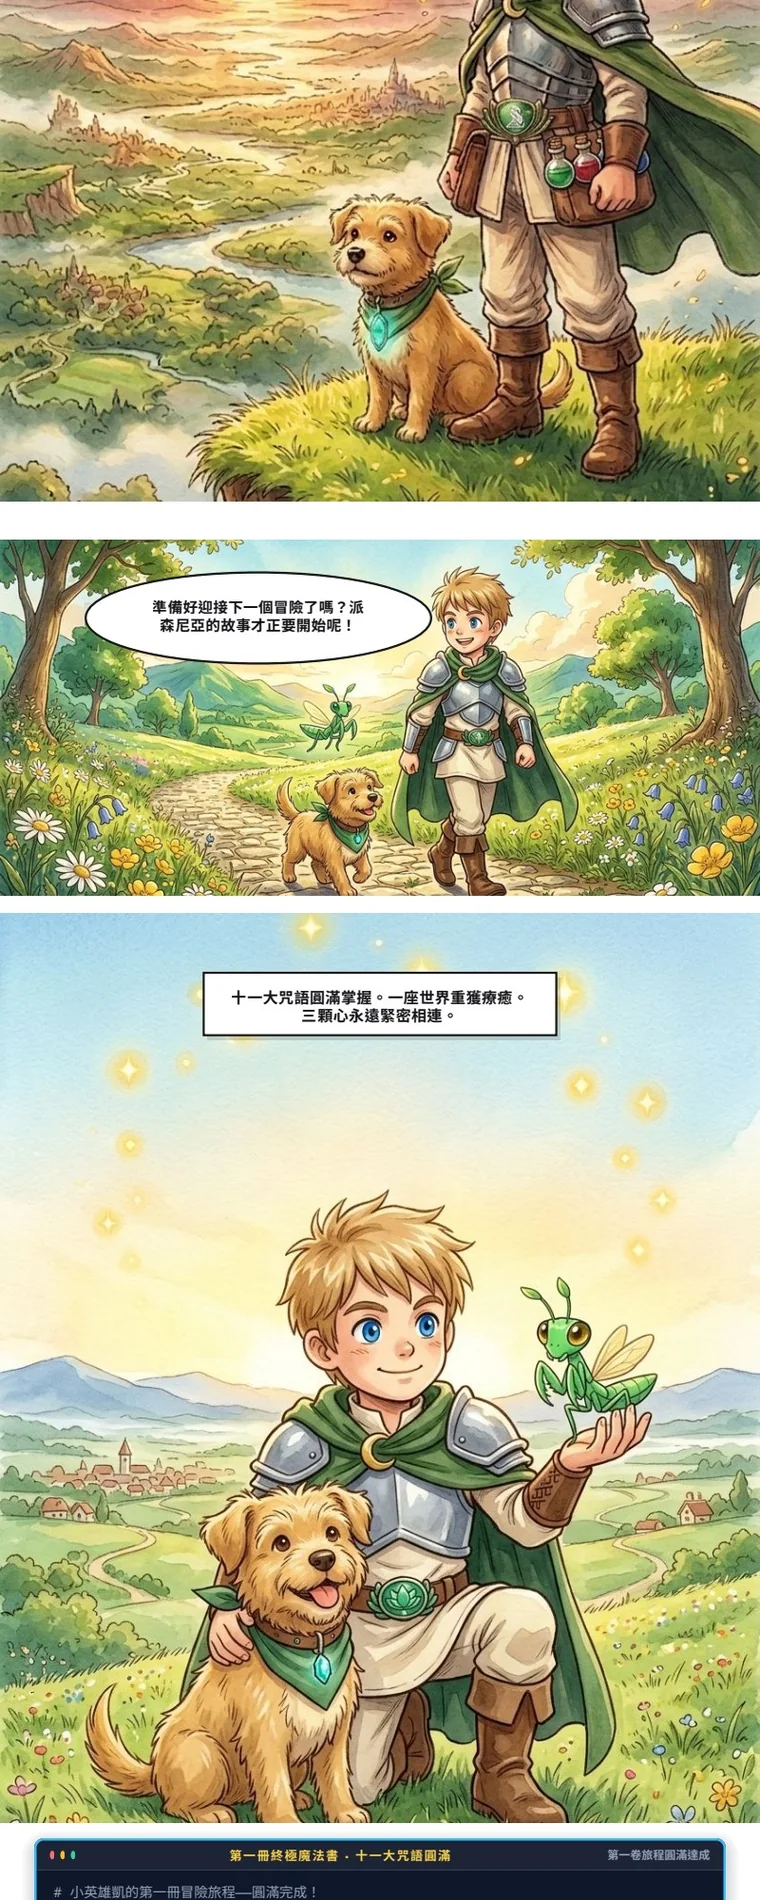 準備好迎接下一個冒險了嗎？派
森尼亞的故事才正要開始呢！
十一大咒語圓滿掌握。一座世界重獲療癒。
三顆心永遠緊密相連。
第一冊終極魔法書 · 十一大咒語圓滿
第一卷旅程圓滿達成
# 小英雄凱的第一冊冒險旅程——圓滿完成！